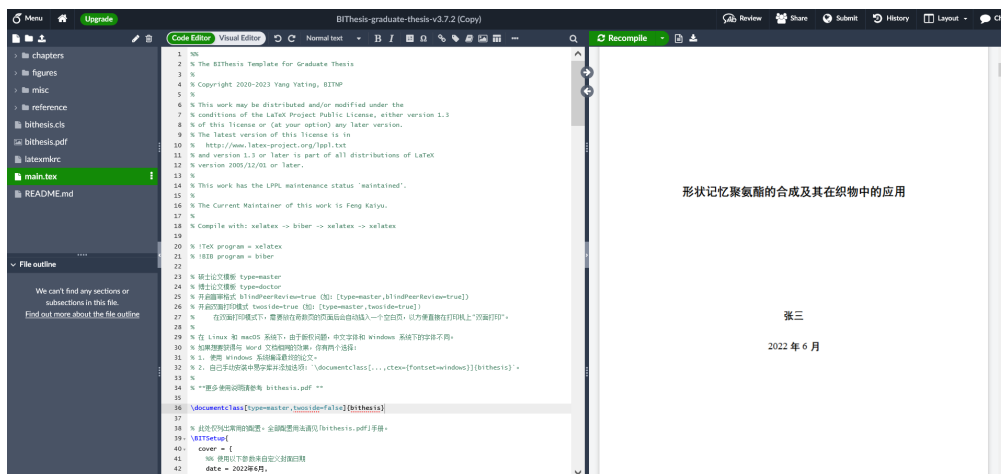 Menu
Upgrade
BIThesis-graduate-thesis-v3.7.2 (Copy)
Review
Share
Submit
History
Layout
Code Editor
Visual Editor
Normal text
B I
Ω
Recompile
chapters
figures
misc
reference
bithesis.cls
bithesis.pdf
latexmkrc
main.tex
README.md
File outline
We can't find any sections or
subsections in this file.
Find out more about the file outline
1 %%
2 % The BIThesis Template for Graduate Thesis
3 %
4 % Copyright 2020-2023 Yang Yating, BITNP
5 %
6 % This work may be distributed and/or modified under the
7 % conditions of the LaTeX Project Public License, either version 1.3
8 % of this license or (at your option) any later version.
9 % The latest version of this license is in
10 % http://www.latex-project.org/lppl.txt
11 % and version 1.3 or later is part of all distributions of LaTeX
12 % version 2005/12/01 or later.
13 %
14 % This work has the LPPL maintenance status `maintained'.
15 %
16 % The Current Maintainer of this work is Feng Kaiyu.
17 %
18 % Compile with: xelatex -> biber -> xelatex -> xelatex
19
20 % !TeX program = xelatex
21 % !BIB program = biber
22
23 % 硕士论文模板 type=master
24 % 博士论文模板 type=doctor
25 % 开启盲审格式 blindPeerReview=true (如: [type=master,blindPeerReview=true])
26 % 开启双面打印模式 twoside=true (如: [type=master,twoside=true])
27 % 在双面打印模式下，需要放在奇数页的页面后会自动插入一个空白页，以方便直接在打印机上“双面打印”。
28 %
29 % 在 Linux 和 macOS 系统下，由于版权问题，中文字体和 Windows 系统下的字体不同。
30 % 如果想要获得与 Word 文档相同的效果，你有两个选择：
31 % 1. 使用 Windows 系统编译最终的论文。
32 % 2. 自己手动安装中易字库并添加选项：`\documentclass[...,ctex={fontset=windows}]{bithesis}`。
33 %
34 % **更多使用说明请参考 bithesis.pdf **
35
36 \documentclass[type=master,twoside=false]{bithesis}
37
38 % 此处仅列出常用的配置。全部配置用法请见「bithesis.pdf」手册。
39 \BITSetup{
40 cover = {
41 %% 使用以下参数来自定义封面日期
42 date = 2022年6月,
形状记忆聚氨酯的合成及其在织物中的应用
张三
2022 年 6 月